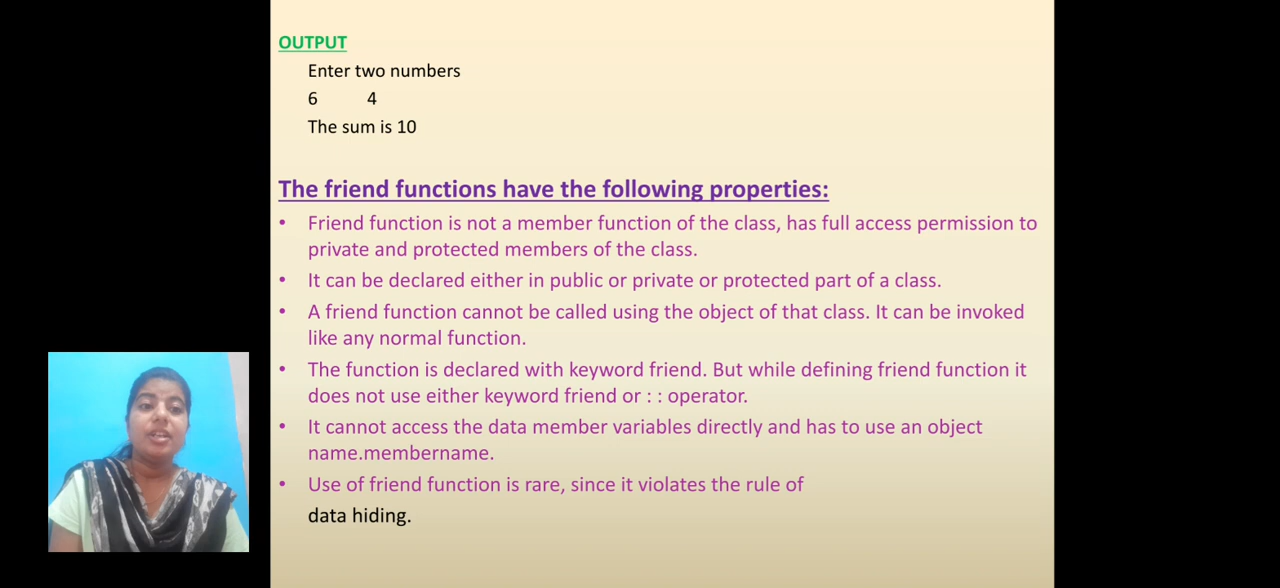 OUTPUT
Enter two numbers
6 4
The sum is 10
The friend functions have the following properties:
• Friend function is not a member function of the class, has full access permission to
private and protected members of the class.
• It can be declared either in public or private or protected part of a class.
• A friend function cannot be called using the object of that class. It can be invoked
like any normal function.
• The function is declared with keyword friend. But while defining friend function it
does not use either keyword friend or : : operator.
• It cannot access the data member variables directly and has to use an object
name.membername.
• Use of friend function is rare, since it violates the rule of
data hiding.